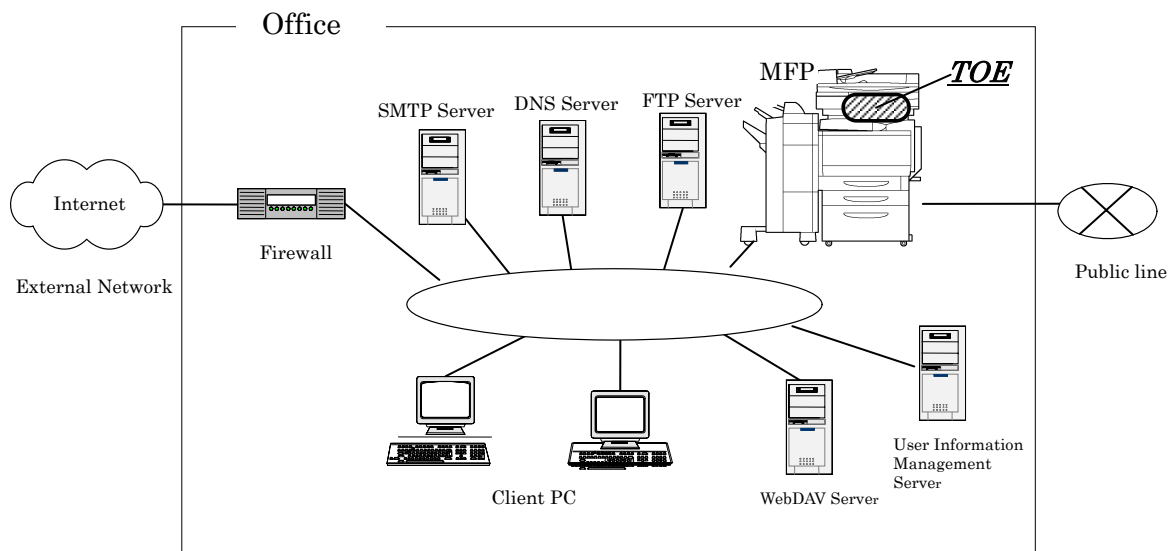 Office
MFP
TOE
SMTP Server
DNS Server
FTP Server
Internet
Firewall
External Network
Public line
Client PC
WebDAV Server
User Information
Management
Server